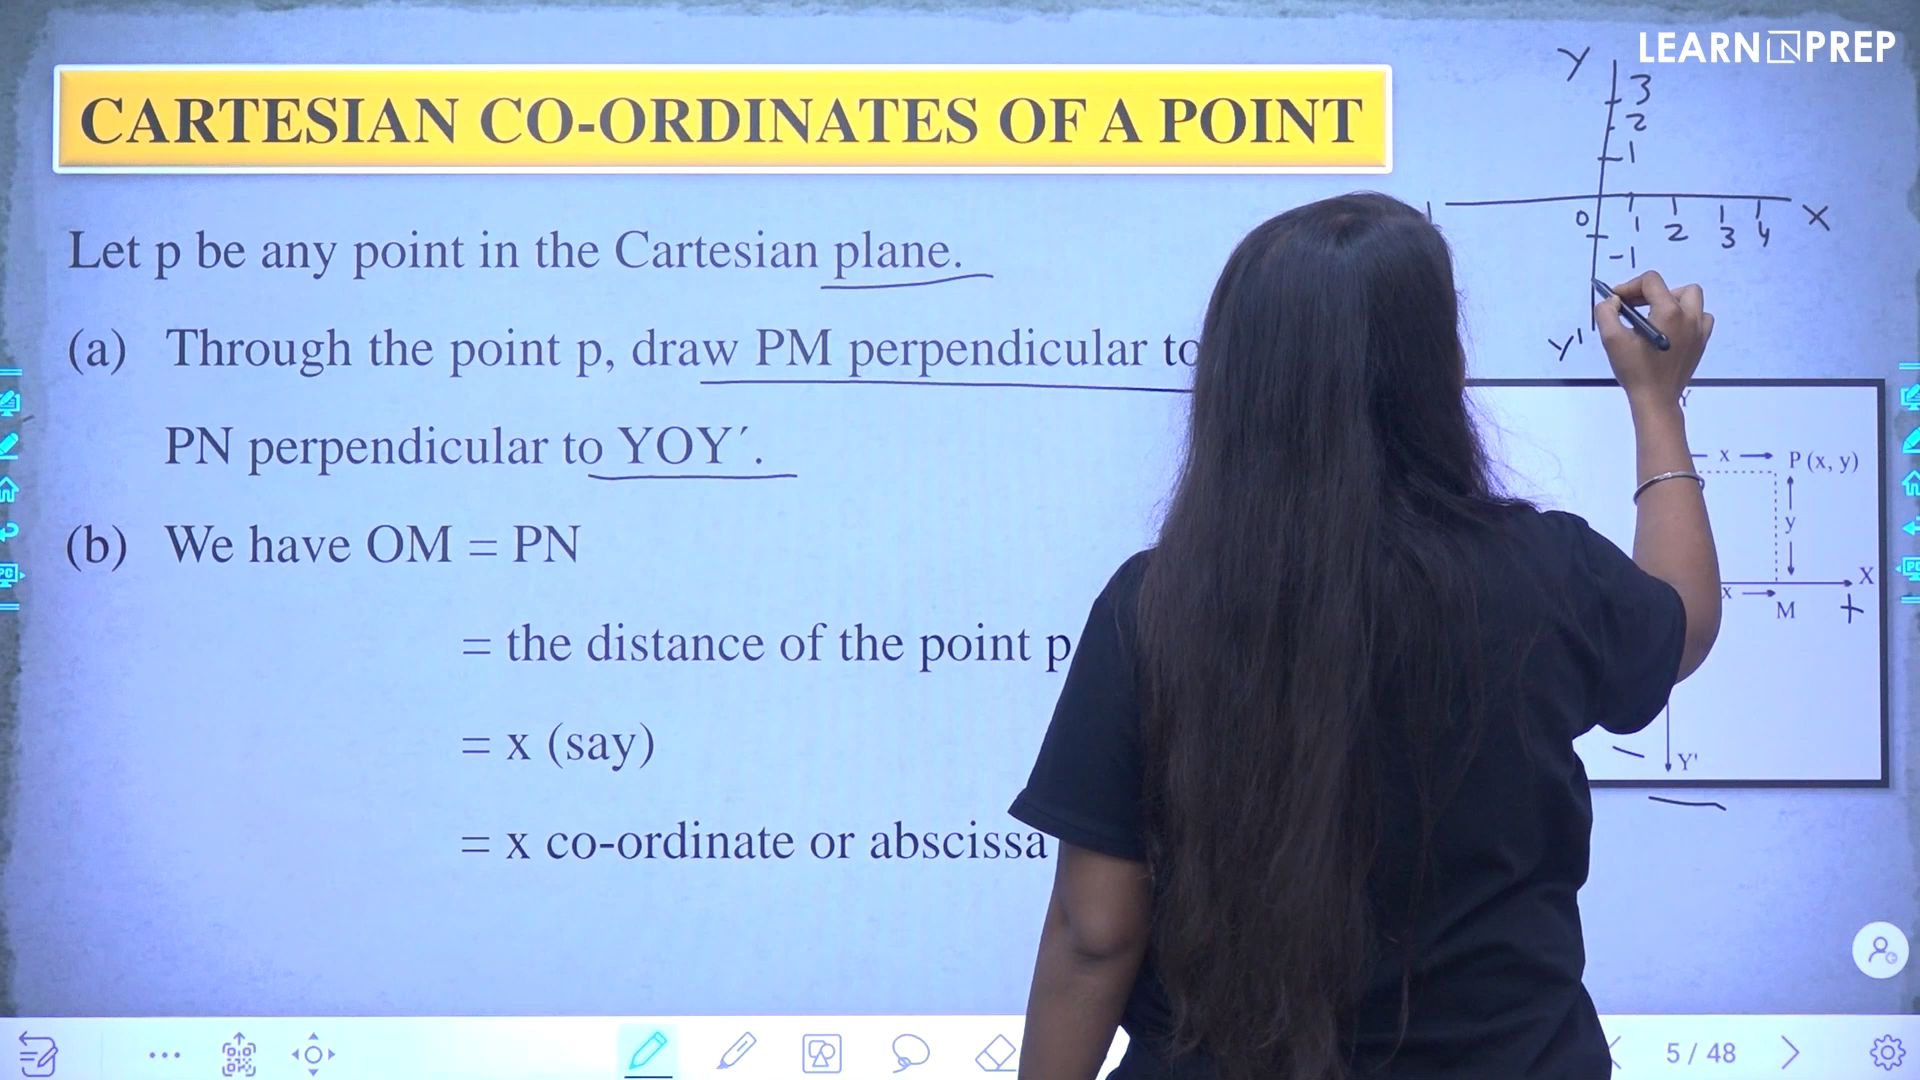 LEARN N PREP
CARTESIAN CO-ORDINATES OF A POINT
Let p be any point in the Cartesian plane.
(a) Through the point p, draw PM perpendicular to
PN perpendicular to YOY′.
(b) We have OM = PN
= the distance of the point p
= x (say)
= x co-ordinate or abscissa
Y
3
2
1
0 1 2 3 4 X
-1
Y'
Y
x P (x, y)
y
X
x M +
Y'
5 / 48